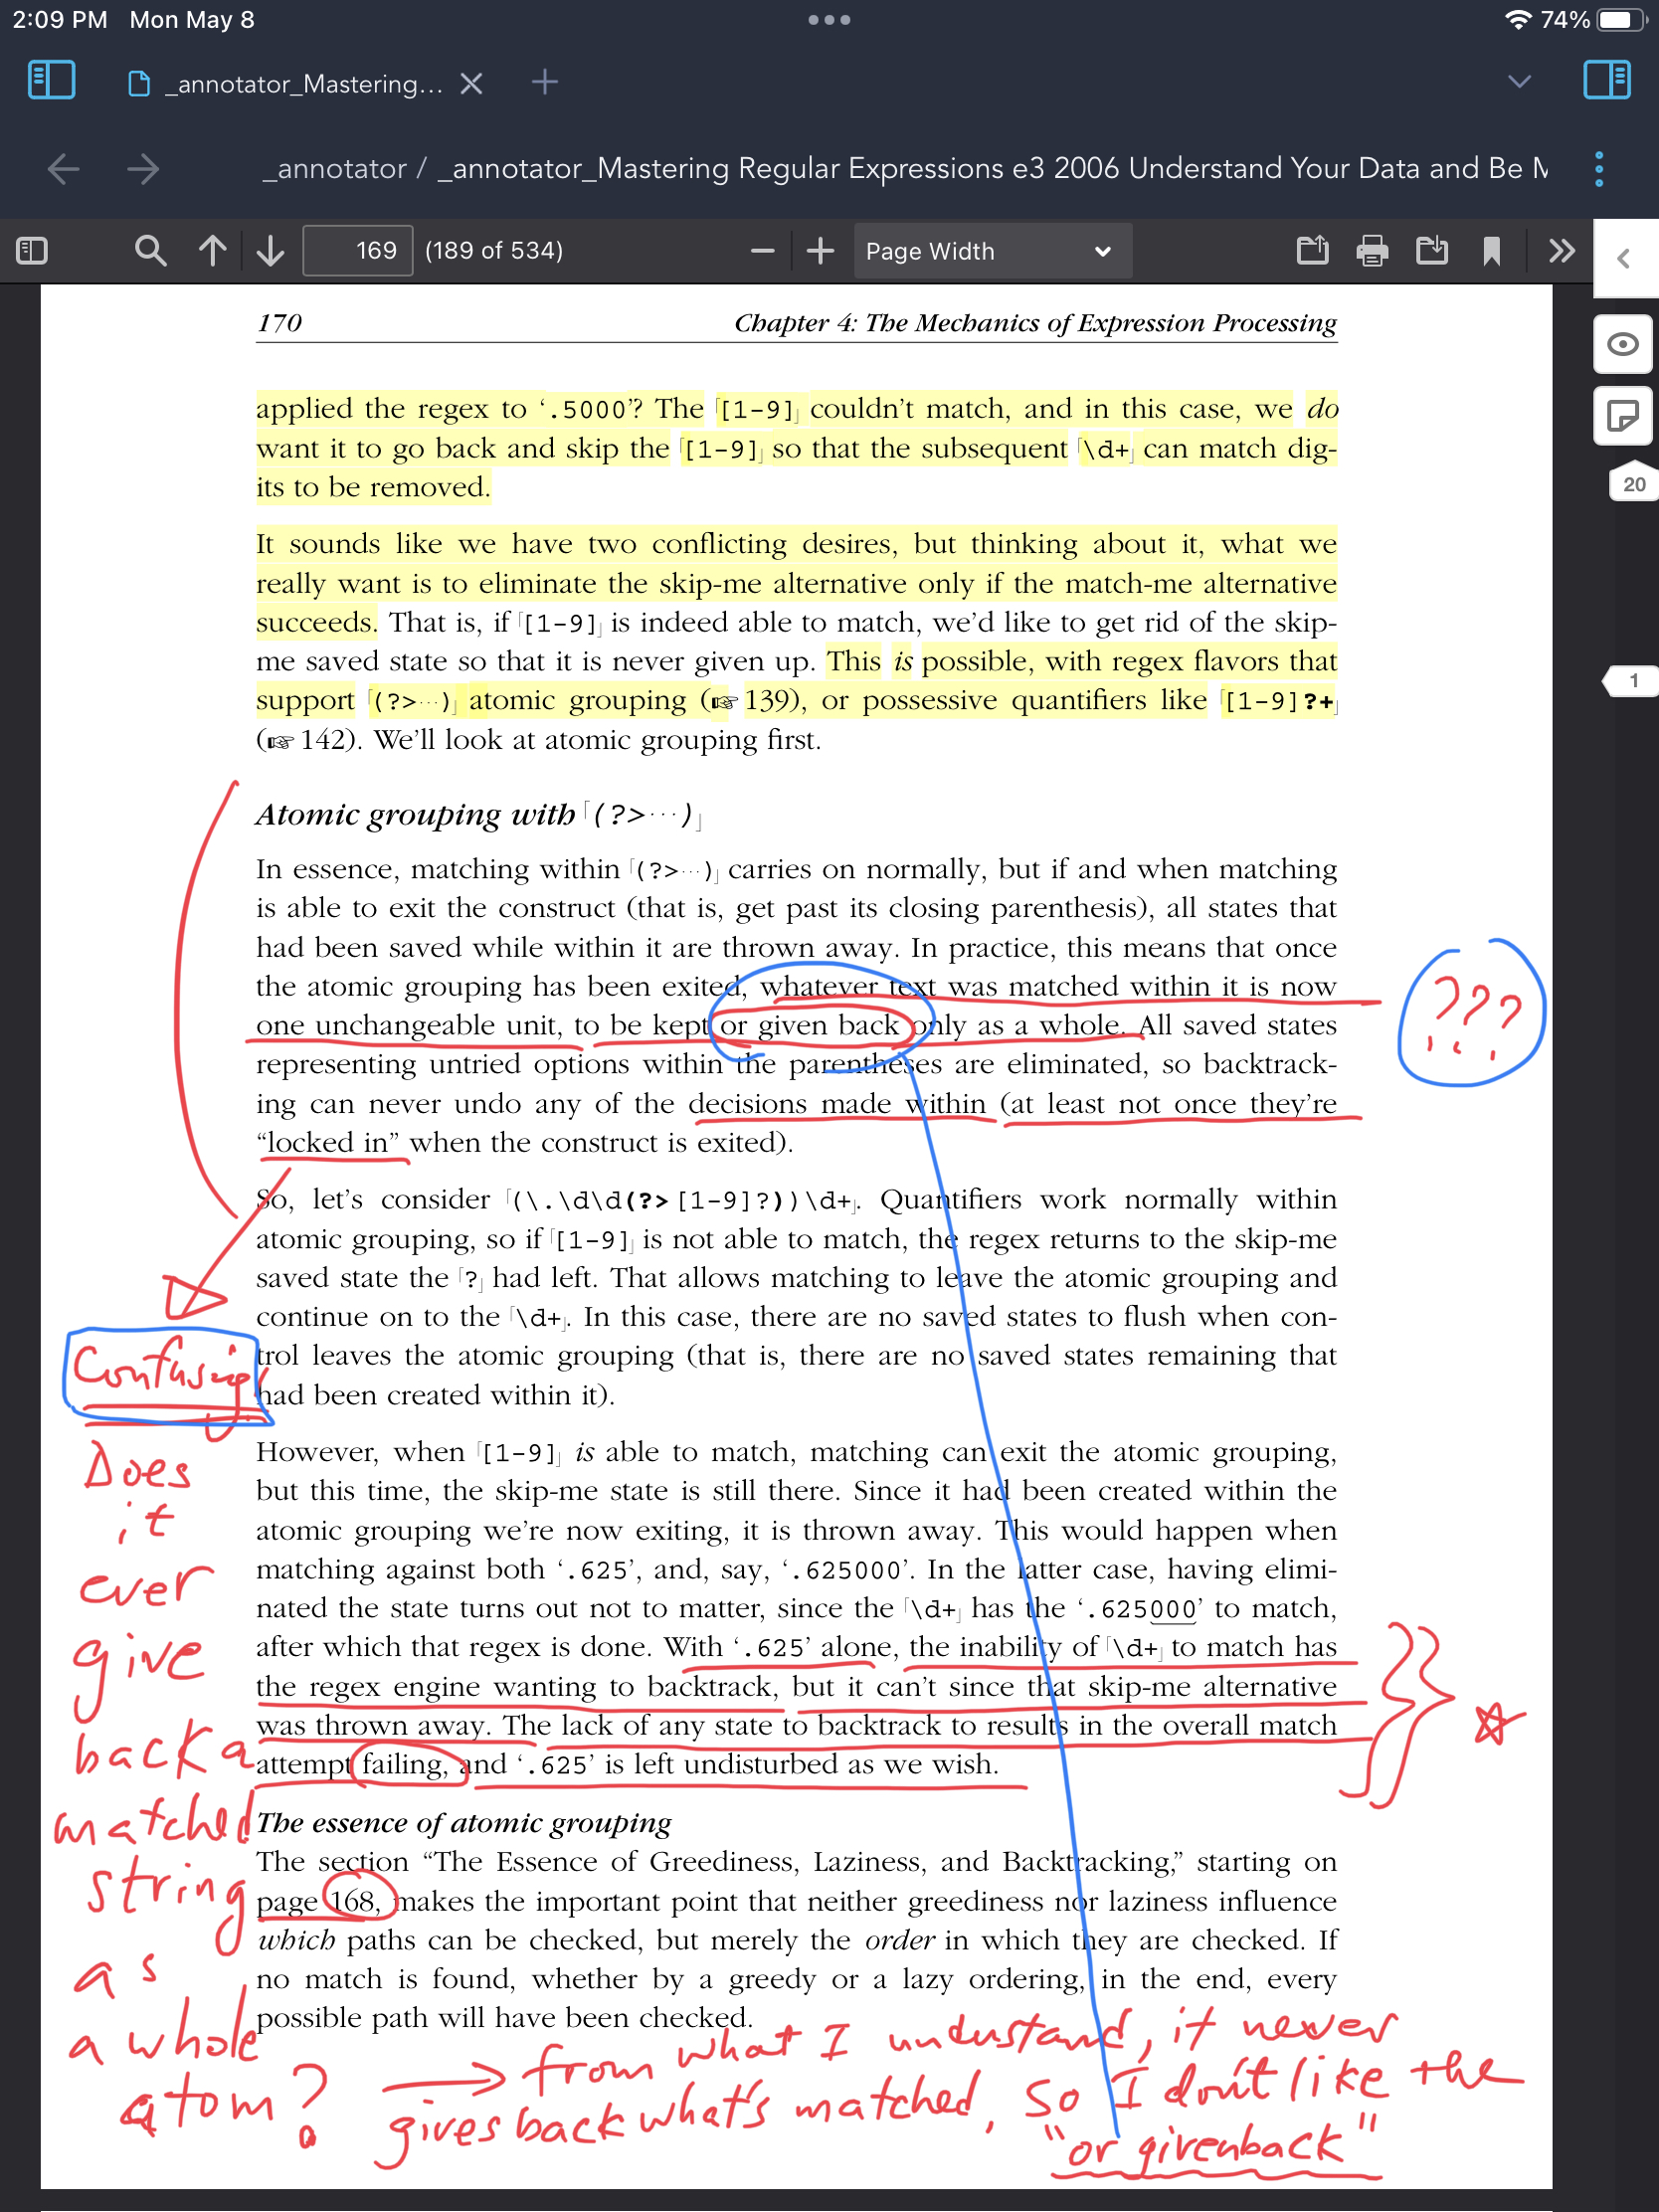 2:09 PM Mon May 8
74%
_annotator_Mastering...
_annotator / _annotator_Mastering Regular Expressions e3 2006 Understand Your Data and Be M
169 (189 of 534) Page Width
170 Chapter 4: The Mechanics of Expression Processing
applied the regex to ‘.5000’? The ⌈[1-9]⌋ couldn’t match, and in this case, we do
want it to go back and skip the ⌈[1-9]⌋ so that the subsequent ⌈\d+⌋ can match dig-
its to be removed.
20
It sounds like we have two conflicting desires, but thinking about it, what we
really want is to eliminate the skip-me alternative only if the match-me alternative
succeeds. That is, if ⌈[1-9]⌋ is indeed able to match, we’d like to get rid of the skip-
me saved state so that it is never given up. This is possible, with regex flavors that
1
support ⌈(?>···)⌋ atomic grouping (☞ 139), or possessive quantifiers like ⌈[1-9]?+⌋
(☞ 142). We’ll look at atomic grouping first.
Atomic grouping with ⌈(?>···)⌋
In essence, matching within ⌈(?>···)⌋ carries on normally, but if and when matching
is able to exit the construct (that is, get past its closing parenthesis), all states that
had been saved while within it are thrown away. In practice, this means that once
the atomic grouping has been exited, whatever text was matched within it is now
one unchangeable unit, to be kept or given back only as a whole. All saved states
representing untried options within the parentheses are eliminated, so backtrack-
ing can never undo any of the decisions made within (at least not once they’re
“locked in” when the construct is exited).
???
So, let’s consider ⌈(\.\d\d(?>[1-9]?))\d+⌋. Quantifiers work normally within
atomic grouping, so if ⌈[1-9]⌋ is not able to match, the regex returns to the skip-me
saved state the ⌈?⌋ had left. That allows matching to leave the atomic grouping and
continue on to the ⌈\d+⌋. In this case, there are no saved states to flush when con-
trol leaves the atomic grouping (that is, there are no saved states remaining that
had been created within it).
However, when ⌈[1-9]⌋ is able to match, matching can exit the atomic grouping,
but this time, the skip-me state is still there. Since it had been created within the
atomic grouping we’re now exiting, it is thrown away. This would happen when
matching against both ‘.625’, and, say, ‘.625000’. In the latter case, having elimi-
nated the state turns out not to matter, since the ⌈\d+⌋ has the ‘.625000’ to match,
after which that regex is done. With ‘.625’ alone, the inability of ⌈\d+⌋ to match has
the regex engine wanting to backtrack, but it can’t since that skip-me alternative
was thrown away. The lack of any state to backtrack to results in the overall match
attempt failing, and ‘.625’ is left undisturbed as we wish.
The essence of atomic grouping
The section “The Essence of Greediness, Laziness, and Backtracking,” starting on
page 168, makes the important point that neither greediness nor laziness influence
which paths can be checked, but merely the order in which they are checked. If
no match is found, whether by a greedy or a lazy ordering, in the end, every
possible path will have been checked.
Confusing
Does
it
ever
give
back a
matched
string
as
a whole
atom?
from what I understand, it never
gives back what's matched, so I don't like the
"or given back"